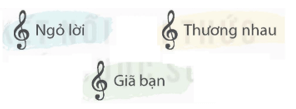 Ngỏ lời
Thương nhau
Giã bạn